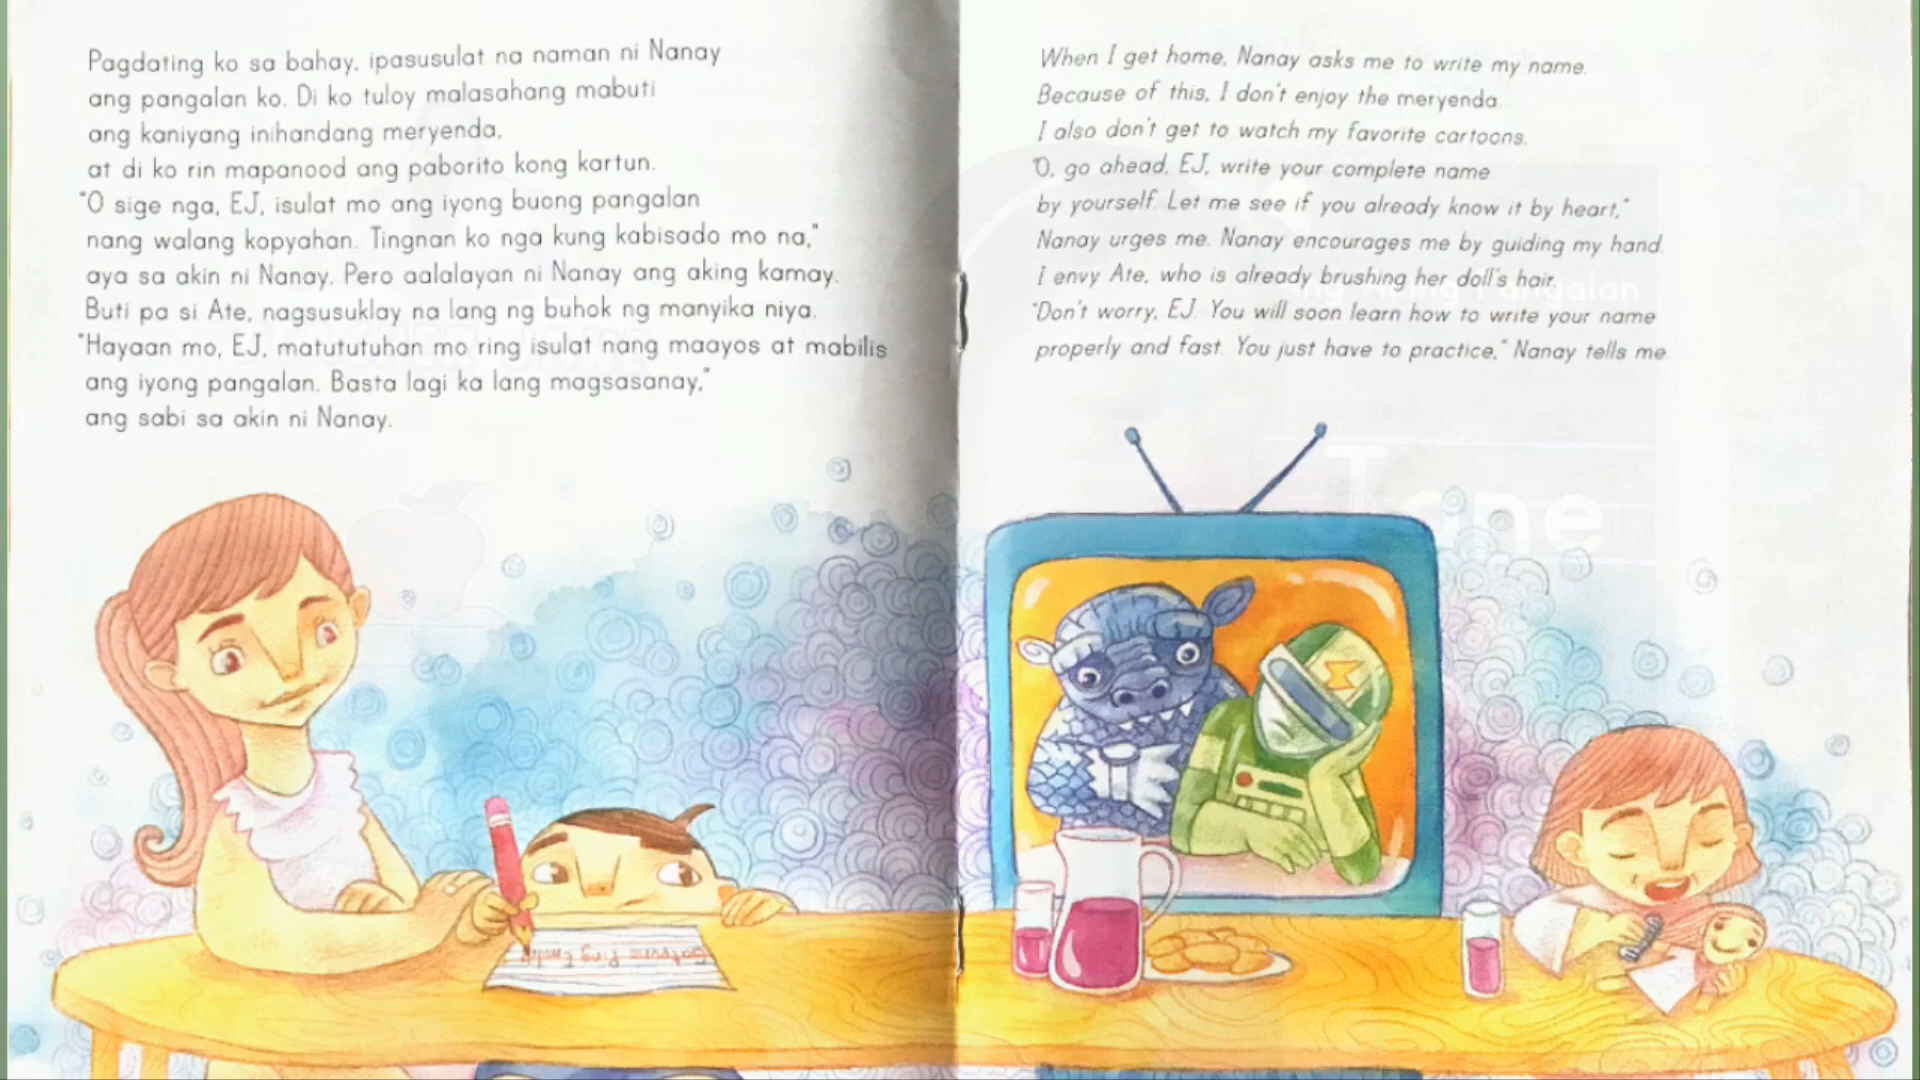 Pagdating ko sa bahay, ipasusulat na naman ni Nanay
ang pangalan ko. Di ko tuloy malasahang mabuti
ang kaniyang inihandang meryenda,
at di ko rin mapanood ang paborito kong kartun.
"O sige nga, EJ, isulat mo ang iyong buong pangalan
nang walang kopyahan. Tingnan ko nga kung kabisado mo na,"
aya sa akin ni Nanay. Pero aalalayan ni Nanay ang aking kamay.
Buti pa si Ate, nagsusuklay na lang ng buhok ng manyika niya.
"Hayaan mo, EJ, matututuhan mo ring isulat nang maayos at mabilis
ang iyong pangalan. Basta lagi ka lang magsasanay,"
ang sabi sa akin ni Nanay.
When I get home, Nanay asks me to write my name.
Because of this, I don't enjoy the meryenda.
I also don't get to watch my favorite cartoons.
"O, go ahead, EJ, write your complete name
by yourself. Let me see if you already know it by heart,"
Nanay urges me. Nanay encourages me by guiding my hand.
I envy Ate, who is already brushing her doll's hair.
"Don't worry, EJ. You will soon learn how to write your name
properly and fast. You just have to practice," Nanay tells me.
Pangalan